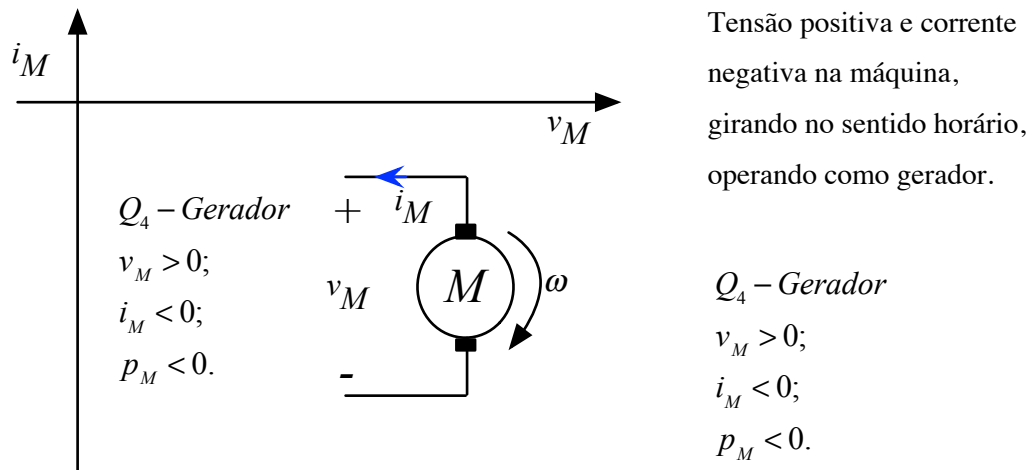 i_M
v_M
Q_4 – Gerador
v_M > 0;
i_M < 0;
p_M < 0.
+
i_M
v_M
M
ω
-
Tensão positiva e corrente
negativa na máquina,
girando no sentido horário,
operando como gerador.
Q_4 – Gerador
v_M > 0;
i_M < 0;
p_M < 0.